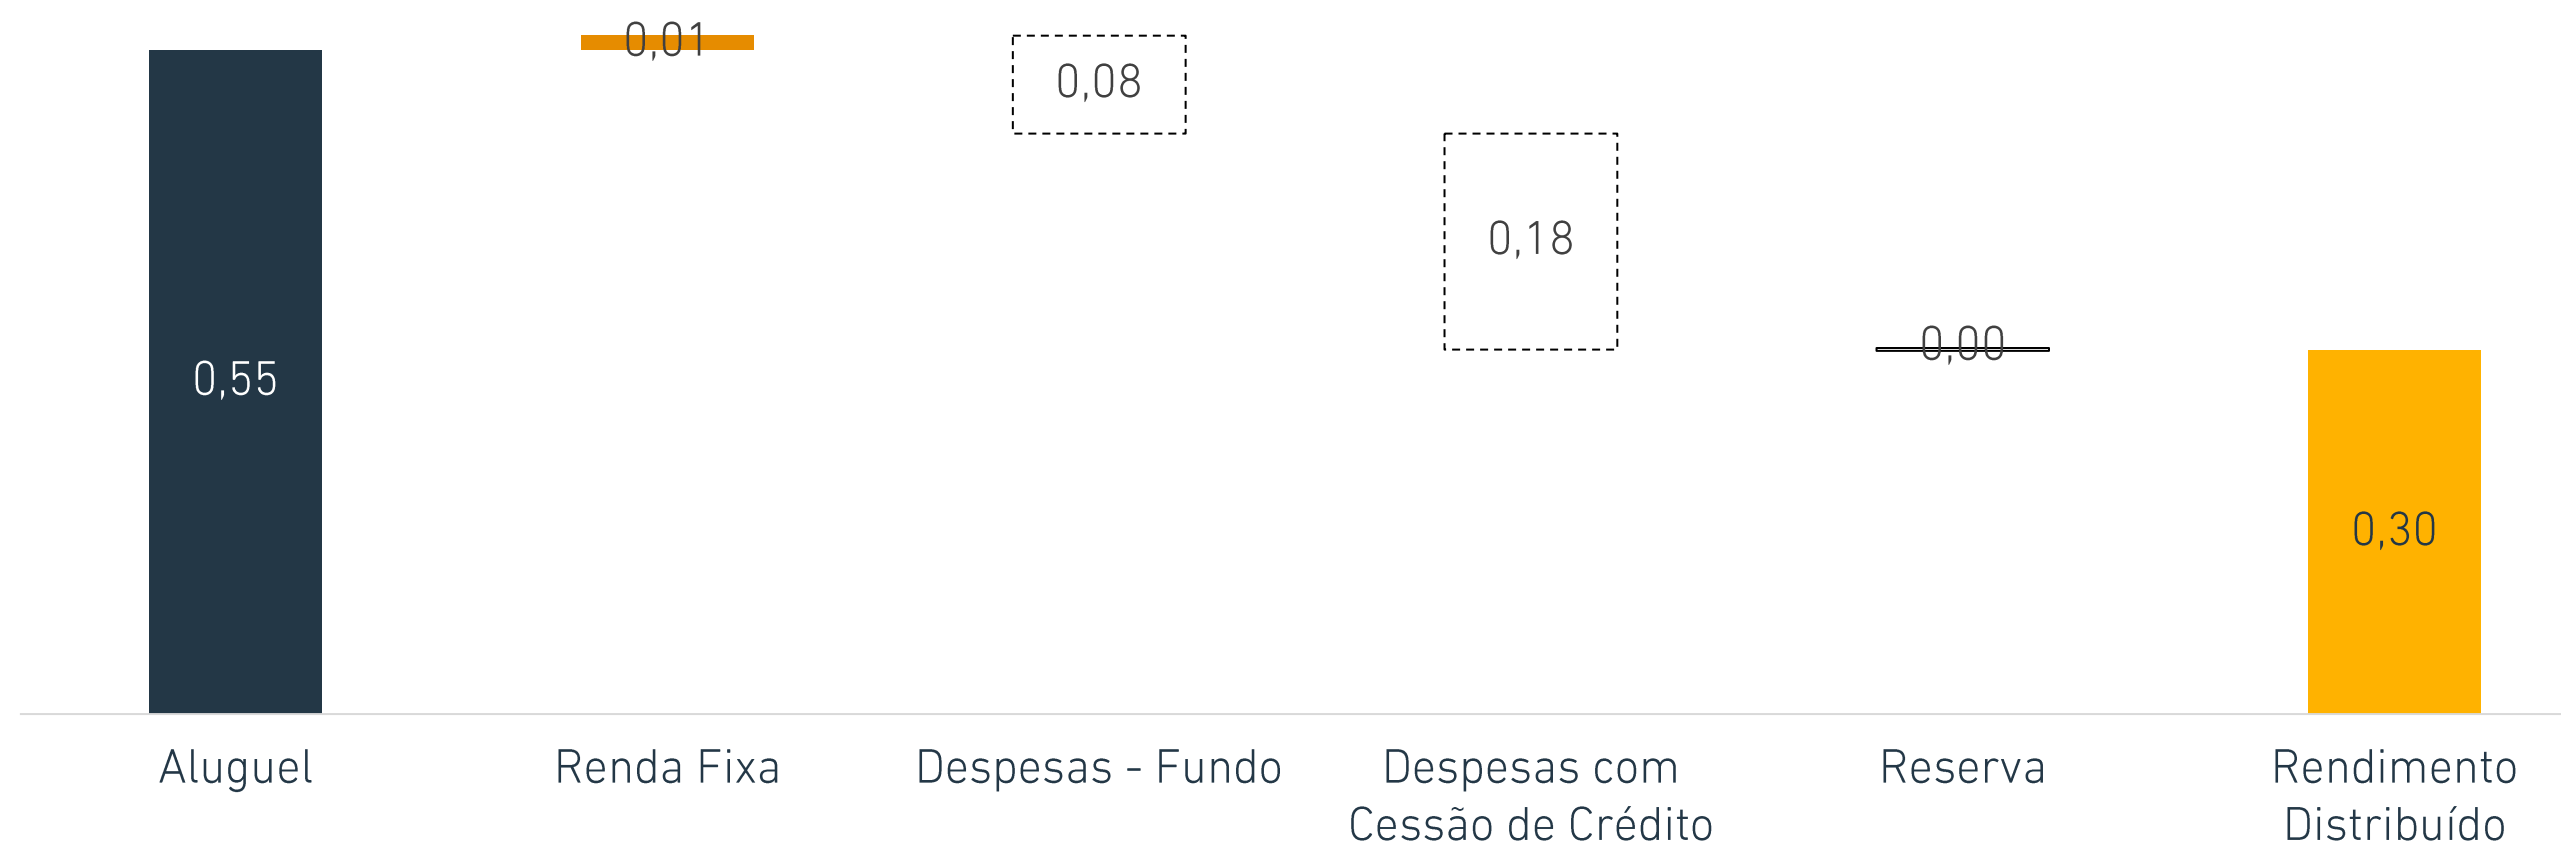 0,01
0,08
0,18
0,00
0,55
0,30
Aluguel
Renda Fixa
Despesas - Fundo
Despesas com
Cessão de Crédito
Reserva
Rendimento
Distribuído